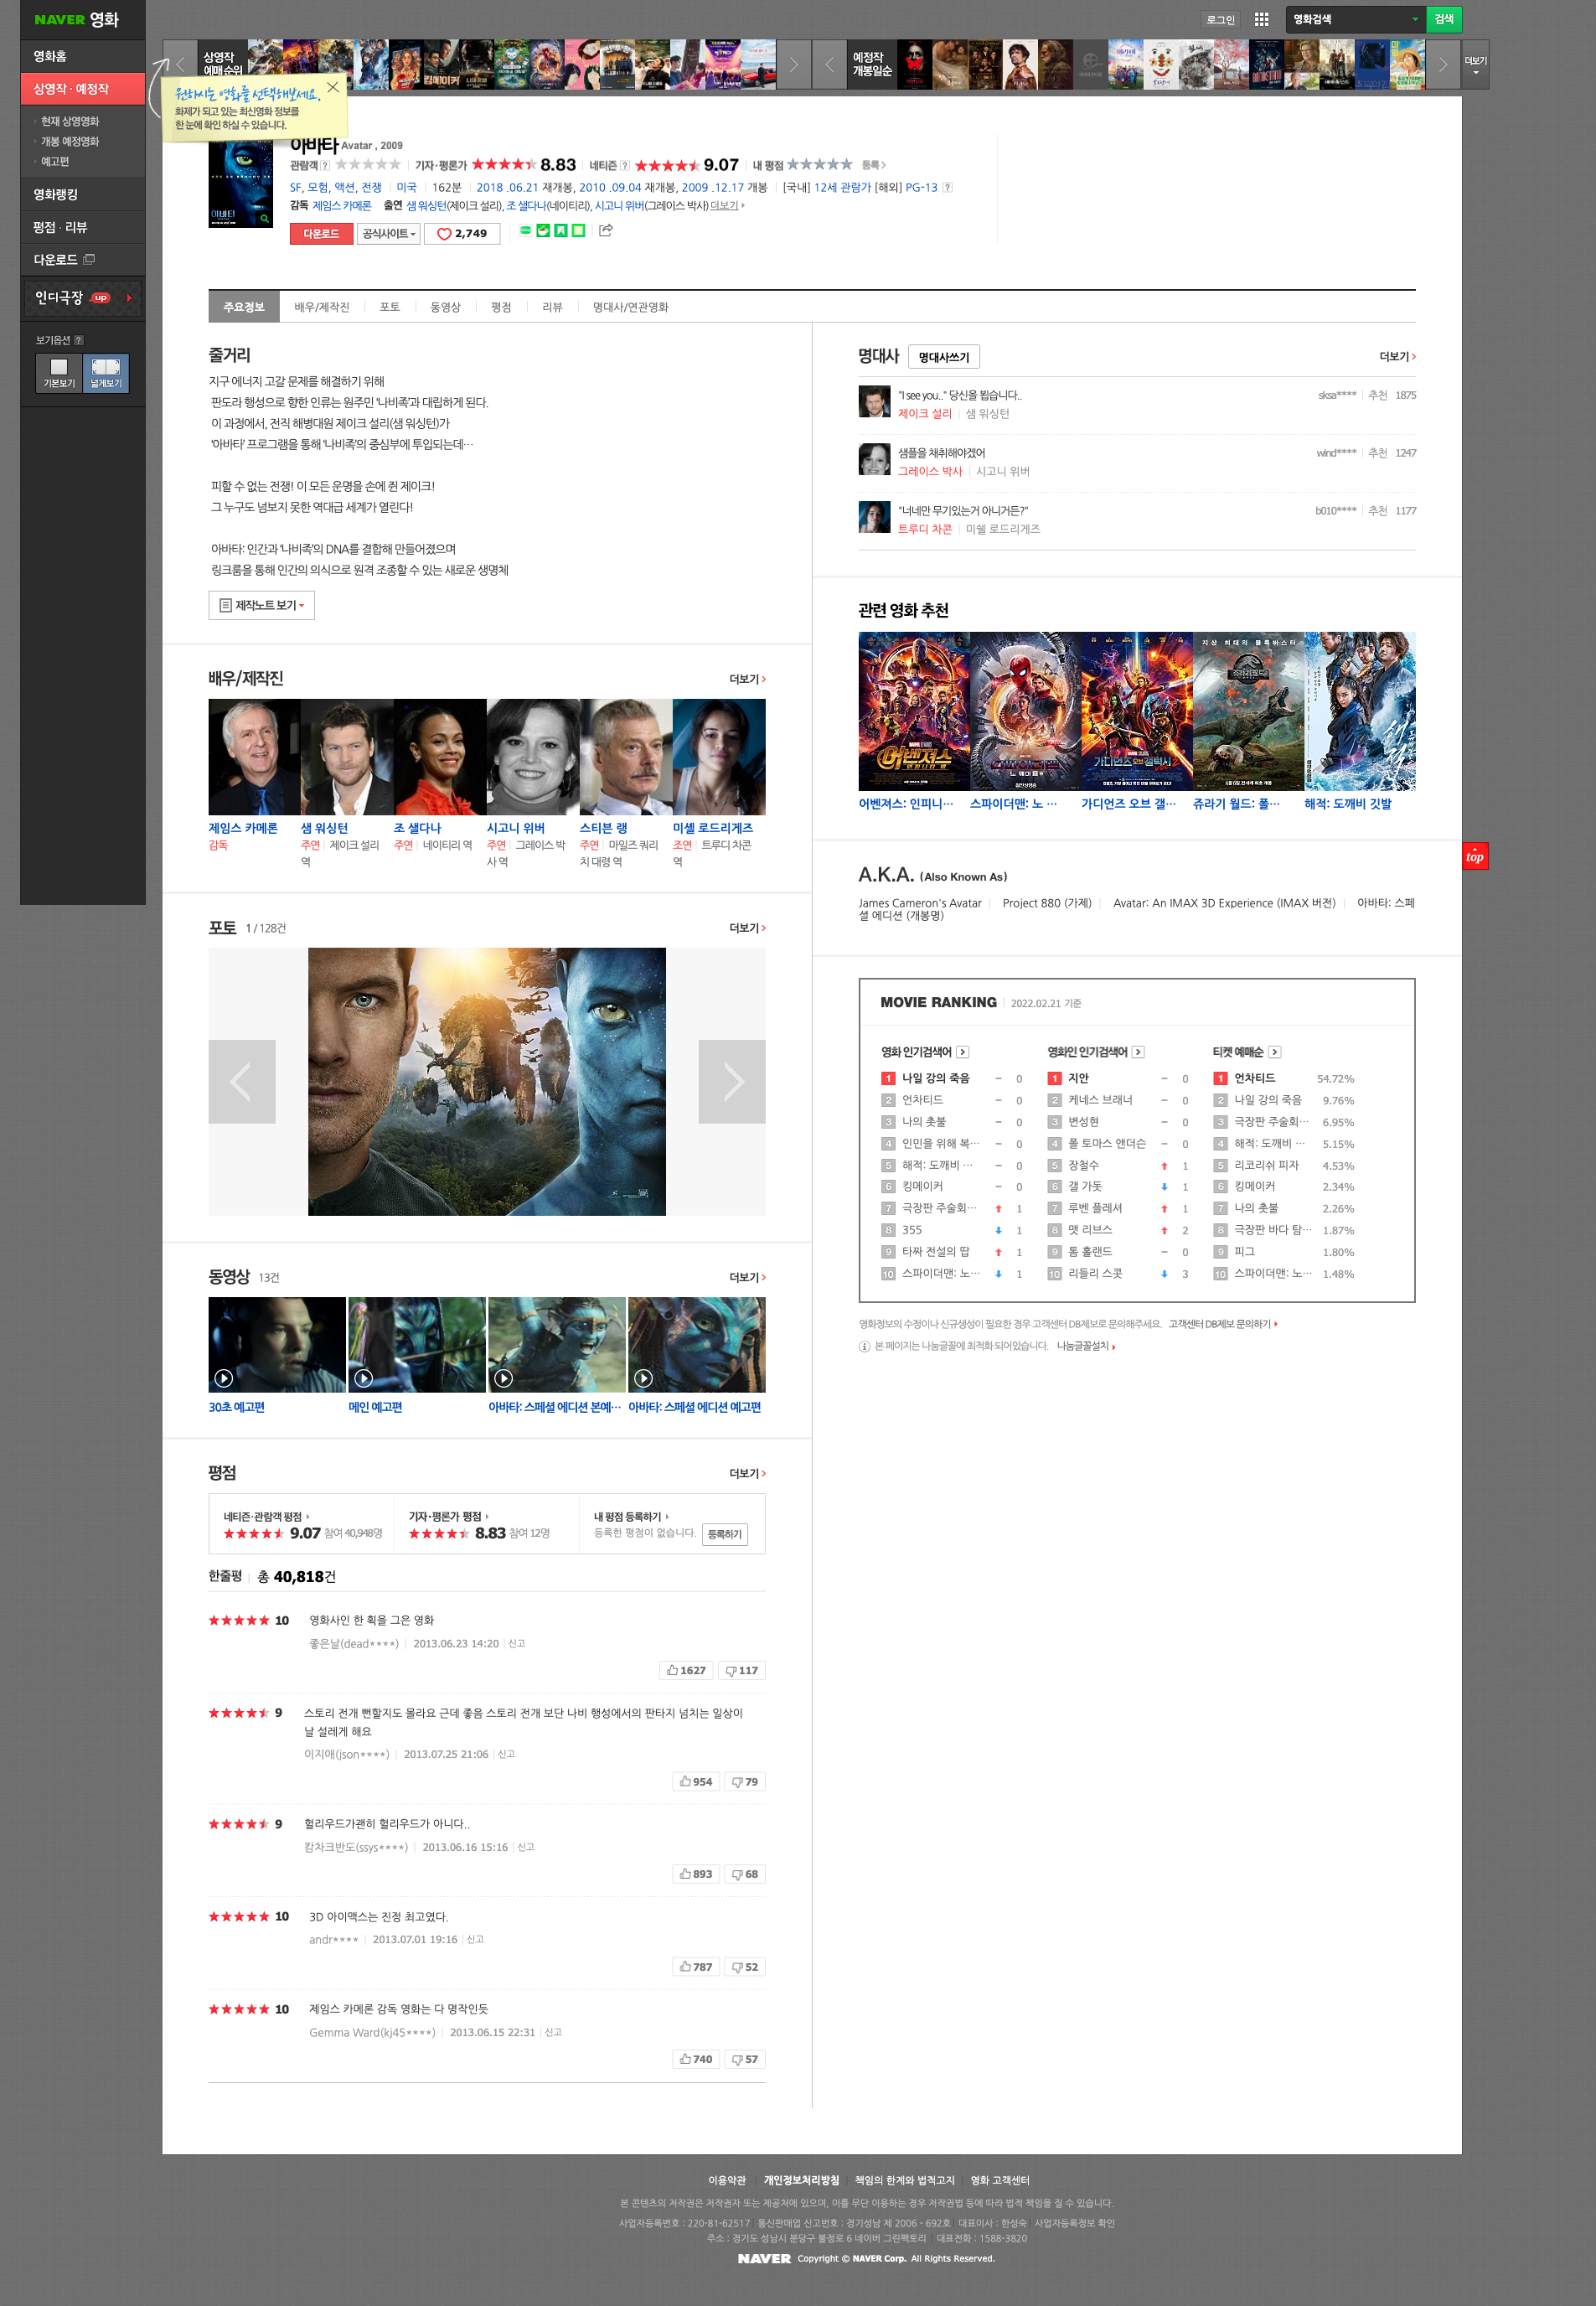 NAVER 영화
로그인
영화검색
검색
영화홈
상영작 · 예정작
현재 상영영화
개봉 예정영화
예고편
영화랭킹
평점 · 리뷰
다운로드
인디극장 up
보기옵션 ?
기본보기 넓게보기
상영작
예매순위
킹메이커
예정작
개봉일순
더보기
원하시는 영화를 선택해보세요.
화제가 되고 있는 최신영화 정보를
한 눈에 확인 하실 수 있습니다.
아바타 Avatar , 2009
관람객 ? 기자·평론가 8.83 네티즌 ? 9.07 내 평점 등록
SF, 모험, 액션, 전쟁 미국 162분 2018 .06.21 재개봉, 2010 .09.04 재개봉, 2009 .12.17 개봉 [국내] 12세 관람가 [해외] PG-13 ?
감독 제임스 카메론 출연 샘 워싱턴(제이크 설리), 조 샐다나(네이티리), 시고니 위버(그레이스 박사) 더보기
다운로드 공식사이트 2,749
아바타
주요정보 배우/제작진 포토 동영상 평점 리뷰 명대사/연관영화
줄거리
지구 에너지 고갈 문제를 해결하기 위해
판도라 행성으로 향한 인류는 원주민 ‘나비족’과 대립하게 된다.
이 과정에서, 전직 해병대원 제이크 설리(샘 워싱턴)가
‘아바타’ 프로그램을 통해 ‘나비족’의 중심부에 투입되는데…
피할 수 없는 전쟁! 이 모든 운명을 손에 쥔 제이크!
그 누구도 넘보지 못한 역대급 세계가 열린다!
아바타: 인간과 ‘나비족’의 DNA를 결합해 만들어졌으며
링크룸을 통해 인간의 의식으로 원격 조종할 수 있는 새로운 생명체
제작노트 보기
배우/제작진 더보기
제임스 카메론 샘 워싱턴 조 샐다나 시고니 위버 스티븐 랭 미셸 로드리게즈
감독
주연 제이크 설리 역
주연 네이티리 역
주연 그레이스 박사 역
주연 마일즈 쿼리치 대령 역
조연 트루디 차콘 역
포토 1 / 128건 더보기
동영상 13건 더보기
30초 예고편 메인 예고편 아바타: 스페셜 에디션 본예… 아바타: 스페셜 에디션 예고편
평점 더보기
네티즌·관람객 평점 기자·평론가 평점 내 평점 등록하기
9.07 참여 40,948명 8.83 참여 12명 등록한 평점이 없습니다. 등록하기
한줄평 총 40,818건
10 영화사인 한 획을 그은 영화
좋은날(dead****) 2013.06.23 14:20 신고
1627 117
9 스토리 전개 뻔할지도 몰라요 근데 좋음 스토리 전개 보단 나비 행성에서의 판타지 넘치는 일상이
날 설레게 해요
이지애(json****) 2013.07.25 21:06 신고
954 79
9 헐리우드가괜히 헐리우드가 아니다..
캄차크반도(ssys****) 2013.06.16 15:16 신고
893 68
10 3D 아이맥스는 진정 최고였다.
andr**** 2013.07.01 19:16 신고
787 52
10 제임스 카메론 감독 영화는 다 명작인듯
Gemma Ward(kj45****) 2013.06.15 22:31 신고
740 57
명대사 명대사쓰기 더보기
"I see you.." 당신을 뵙습니다.. sksa**** 추천 1875
제이크 설리 샘 워싱턴
샘플을 채취해야겠어 wind**** 추천 1247
그레이스 박사 시고니 위버
"너네만 무기있는거 아니거든?" b010**** 추천 1177
트루디 차콘 미셸 로드리게즈
관련 영화 추천
어벤져스
가디언즈 오브 갤럭시
해적
어벤져스: 인피니… 스파이더맨: 노 … 가디언즈 오브 갤… 쥬라기 월드: 폴… 해적: 도깨비 깃발
A.K.A. (Also Known As)
James Cameron's Avatar Project 880 (가제) Avatar: An IMAX 3D Experience (IMAX 버전) 아바타: 스페
셜 에디션 (개봉명)
top
MOVIE RANKING 2022.02.21 기준
영화 인기검색어 영화인 인기검색어 티켓 예매순
1 나일 강의 죽음 0 1 지안 0 1 언차티드 54.72%
2 언차티드 0 2 케네스 브래너 0 2 나일 강의 죽음 9.76%
3 나의 촛불 0 3 변성현 0 3 극장판 주술회… 6.95%
4 인민을 위해 복… 0 4 폴 토마스 앤더슨 0 4 해적: 도깨비 … 5.15%
5 해적: 도깨비 … 0 5 장철수 1 5 리코리쉬 피자 4.53%
6 킹메이커 0 6 갤 가돗 1 6 킹메이커 2.34%
7 극장판 주술회… 1 7 루벤 플레셔 1 7 나의 촛불 2.26%
8 355 1 8 맷 리브스 2 8 극장판 바다 탐… 1.87%
9 타짜 전설의 땁 1 9 톰 홀랜드 0 9 피그 1.80%
10 스파이더맨: 노… 1 10 리들리 스콧 3 10 스파이더맨: 노… 1.48%
영화정보의 수정이나 신규생성이 필요한 경우 고객센터 DB제보로 문의해주세요. 고객센터 DB제보 문의하기
본 페이지는 나눔글꼴에 최적화 되어있습니다. 나눔글꼴설치
이용약관 개인정보처리방침 책임의 한계와 법적고지 영화 고객센터
본 콘텐츠의 저작권은 저작권자 또는 제공처에 있으며, 이를 무단 이용하는 경우 저작권법 등에 따라 법적 책임을 질 수 있습니다.
사업자등록번호 : 220-81-62517 통신판매업 신고번호 : 경기성남 제 2006 - 692호 대표이사 : 한성숙 사업자등록정보 확인
주소 : 경기도 성남시 분당구 불정로 6 네이버 그린팩토리 대표전화 : 1588-3820
NAVER Copyright © NAVER Corp. All Rights Reserved.